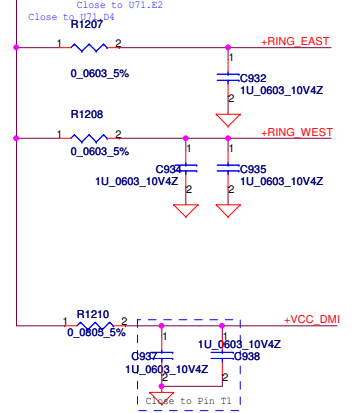 Close to U71.E2
Close to U71.D4
R1207
+RING_EAST
1 2
1
0_0603_5%
C932
1U_0603_10V4Z
2
R1208
+RING_WEST
1 2
1 1
0_0603_5%
C934 C935
1U_0603_10V4Z 1U_0603_10V4Z
2 2
R1210
+VCC_DMI
1 2
0_0805_5%
1 1
1U_0603_10V4Z
C937 C938
1U_0603_10V4Z
2 2
Close to Pin T1